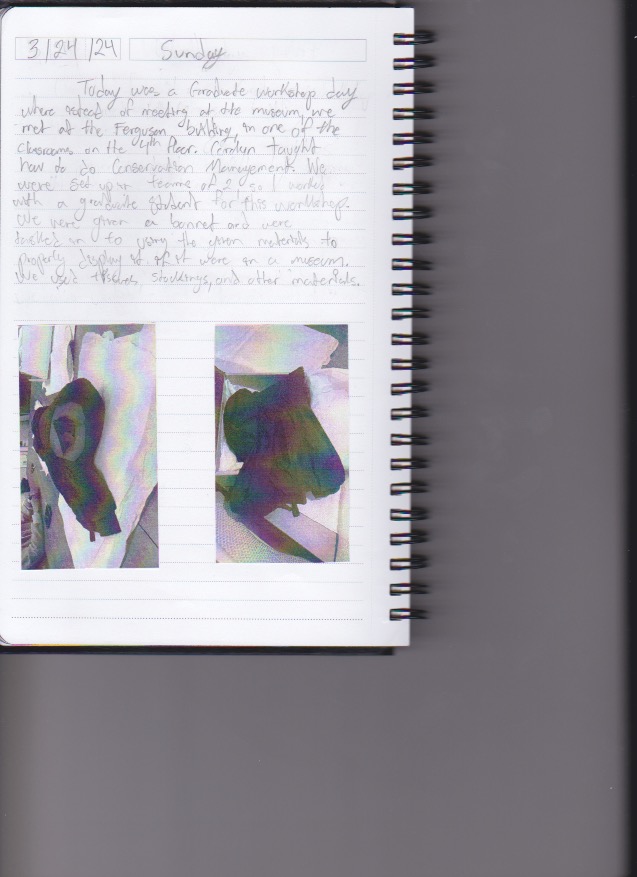 3/24/24 Sunday
Today was a Graduate workshop day
where instead of meeting at the museum, we
met at the Ferguson building, in one of the
classrooms on the 4th floor. Carolyn taught
how do do Conservation Management. We
were set up in teams of 2 so I worked
with a graduate student for this workshop.
We were given a bonnet and were
tasked in to using the given materials to
properly display it if it were in a museum.
We used tissues, stockings, and other materials.